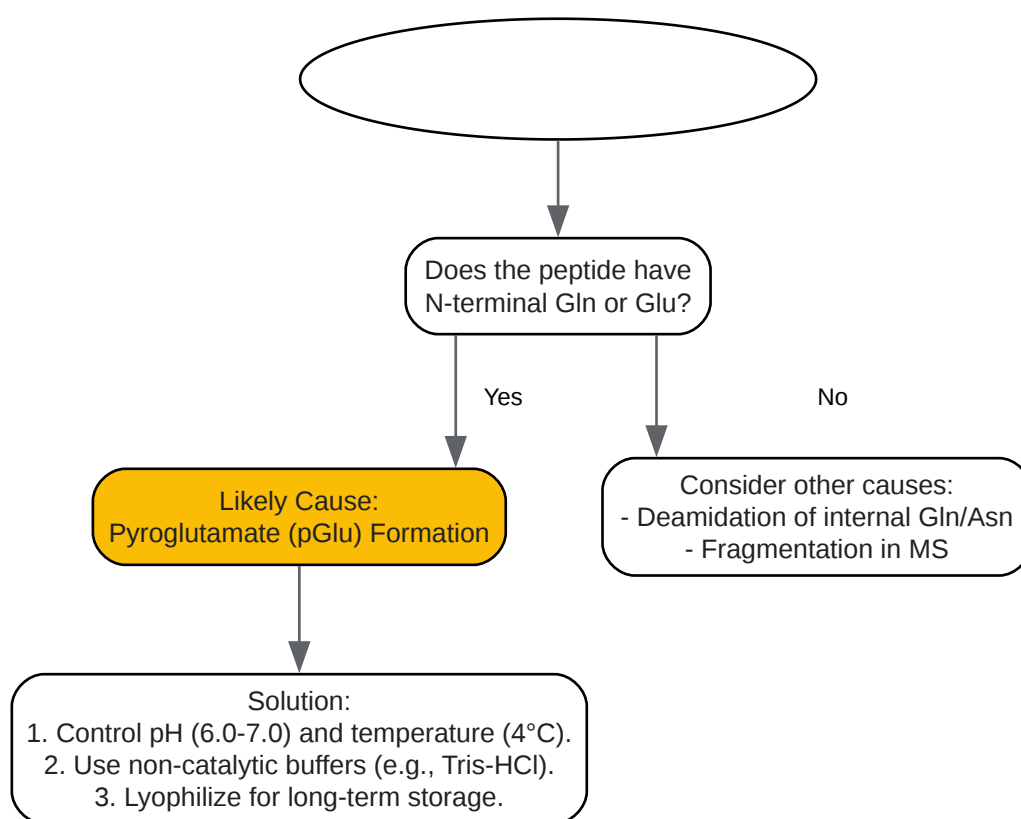 Does the peptide have
N-terminal Gln or Glu?
Yes
No
Likely Cause:
Pyroglutamate (pGlu) Formation
Consider other causes:
- Deamidation of internal Gln/Asn
- Fragmentation in MS
Solution:
1. Control pH (6.0-7.0) and temperature (4°C).
2. Use non-catalytic buffers (e.g., Tris-HCl).
3. Lyophilize for long-term storage.